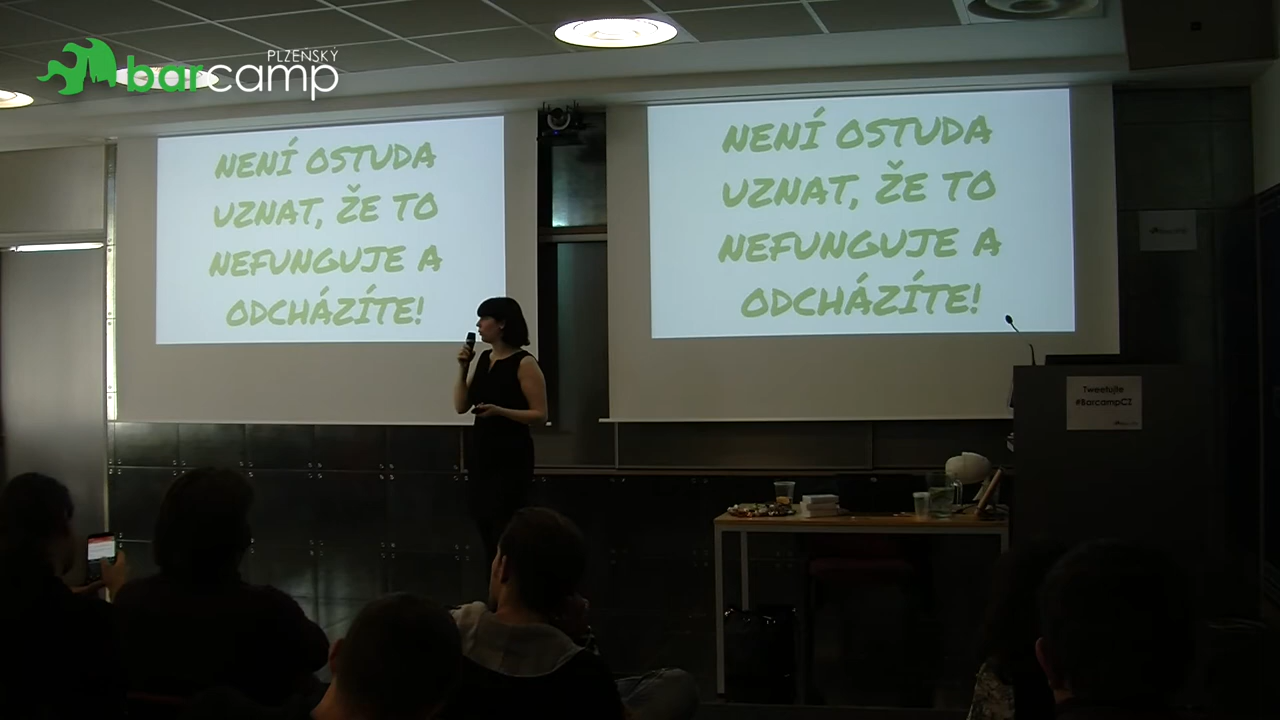 PLZEŇSKÝ
barcamp
NENÍ OSTUDA
UZNAT, ŽE TO
NEFUNGUJE A
ODCHÁZÍTE!
NENÍ OSTUDA
UZNAT, ŽE TO
NEFUNGUJE A
ODCHÁZÍTE!
Tweetujte
#BarcampCZ